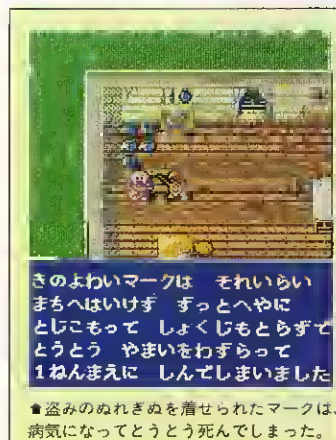 きのよわいマークは　それいらい
まちへはいけず　ずっとへやに
とじこもって　しょくじもとらずで
とうとう　やまいをわずらって
1ねんまえに　しんでしまいました
☗盗みのぬれぎぬを着せられたマークは、
病気になってとうとう死んでしまった。